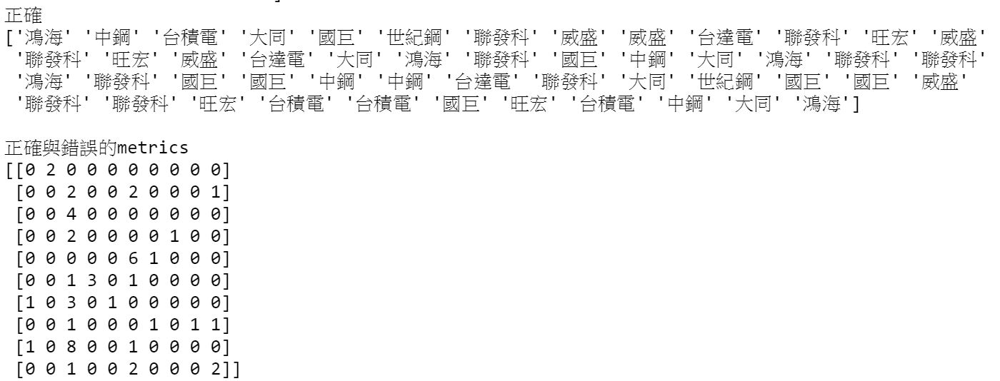 正確
['鴻海' '中鋼' '台積電' '大同' '國巨' '世紀鋼' '聯發科' '威盛' '威盛' '台達電' '聯發科' '旺宏' '威盛'
'聯發科' '旺宏' '威盛' '台達電' '大同' '鴻海' '聯發科' '國巨' '中鋼' '大同' '鴻海' '聯發科' '聯發科'
'鴻海' '聯發科' '國巨' '國巨' '中鋼' '中鋼' '台達電' '聯發科' '大同' '世紀鋼' '國巨' '國巨' '威盛'
'聯發科' '聯發科' '旺宏' '台積電' '台積電' '國巨' '旺宏' '台積電' '中鋼' '大同' '鴻海']
正確與錯誤的metrics
[[0 2 0 0 0 0 0 0 0 0]
[0 0 2 0 0 2 0 0 0 1]
[0 0 4 0 0 0 0 0 0 0]
[0 0 2 0 0 0 0 1 0 0]
[0 0 0 0 0 6 1 0 0 0]
[0 0 1 3 0 1 0 0 0 0]
[1 0 3 0 1 0 0 0 0 0]
[0 0 1 0 0 0 1 0 1 1]
[1 0 8 0 0 1 0 0 0 0]
[0 0 1 0 0 2 0 0 0 2]]